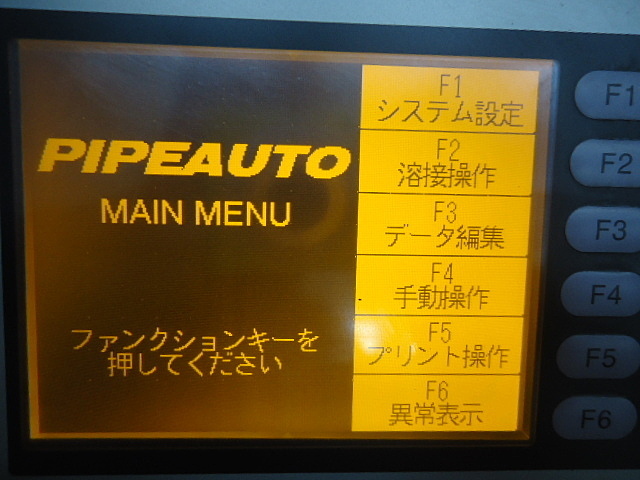 PIPEAUTO
MAIN MENU
ファンクションキーを
押してください
F1
システム設定
F2
溶接操作
F3
データ編集
F4
手動操作
F5
プリント操作
F6
異常表示
F1
F2
F3
F4
F5
F6